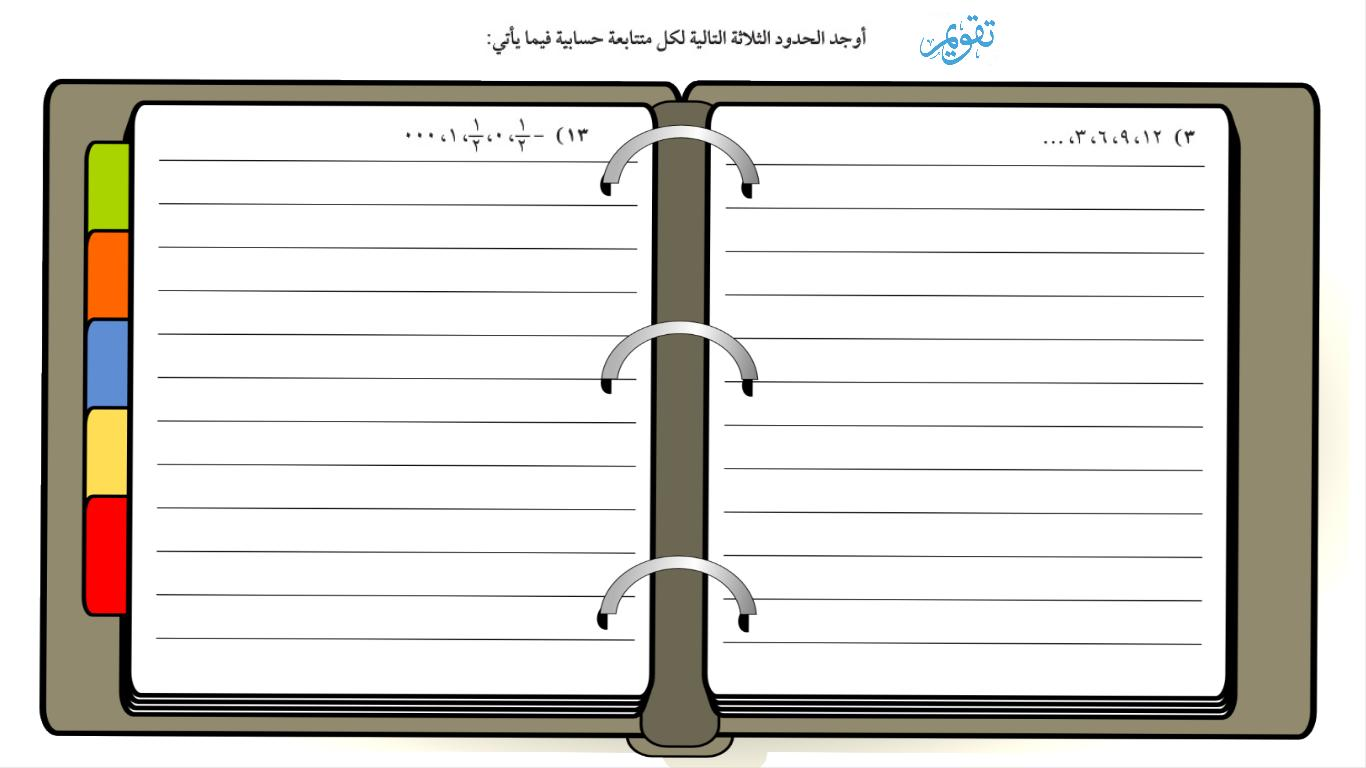 تقويم
أوجد الحدود الثلاثة التالية لكل متتابعة حسابية فيما يأتي:
٣) ١٢، ٩، ٦، ٣، ...
١٣) −١/٢، ٠، ١/٢، ١، ٠٠٠